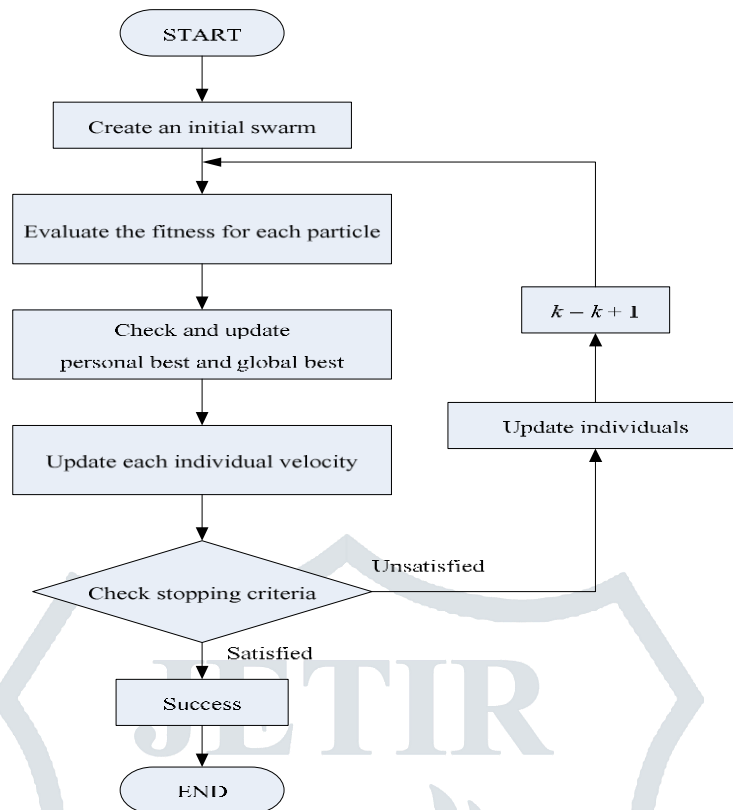 START
Create an initial swarm
Evaluate the fitness for each particle
Check and update
personal best and global best
Update each individual velocity
Check stopping criteria
Unsatisfied
Update individuals
k – k + 1
Satisfied
Success
END
JETIR